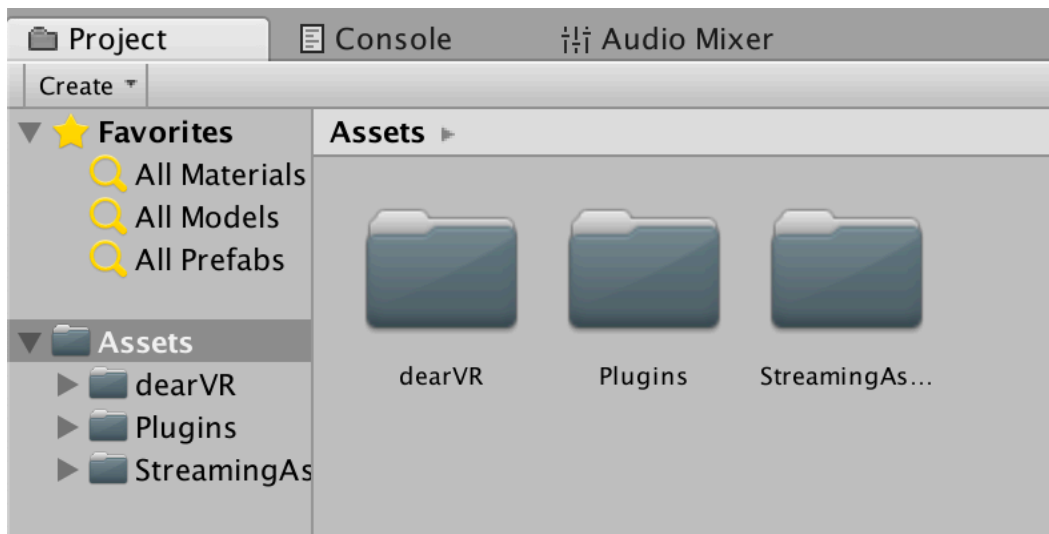 Project
Console
Audio Mixer
Create
Favorites
All Materials
All Models
All Prefabs
Assets
dearVR
Plugins
StreamingAs
Assets
dearVR
Plugins
StreamingAs...